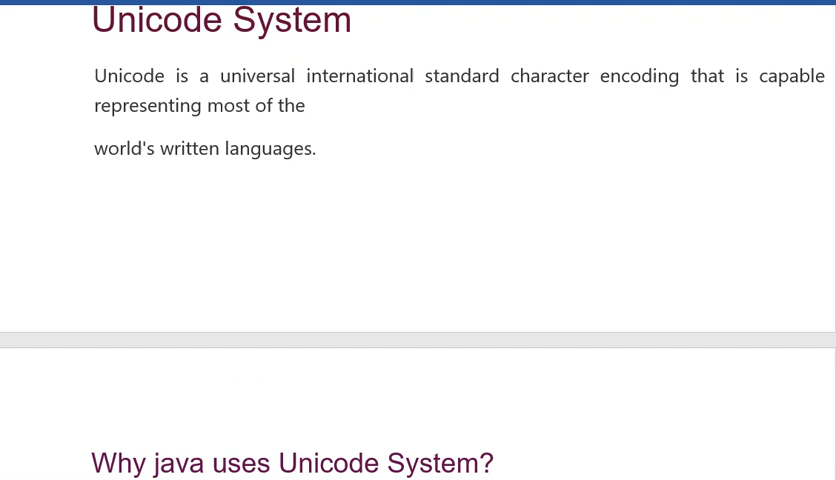 Unicode System
Unicode is a universal international standard character encoding that is capable
representing most of the
world's written languages.
Why java uses Unicode System?